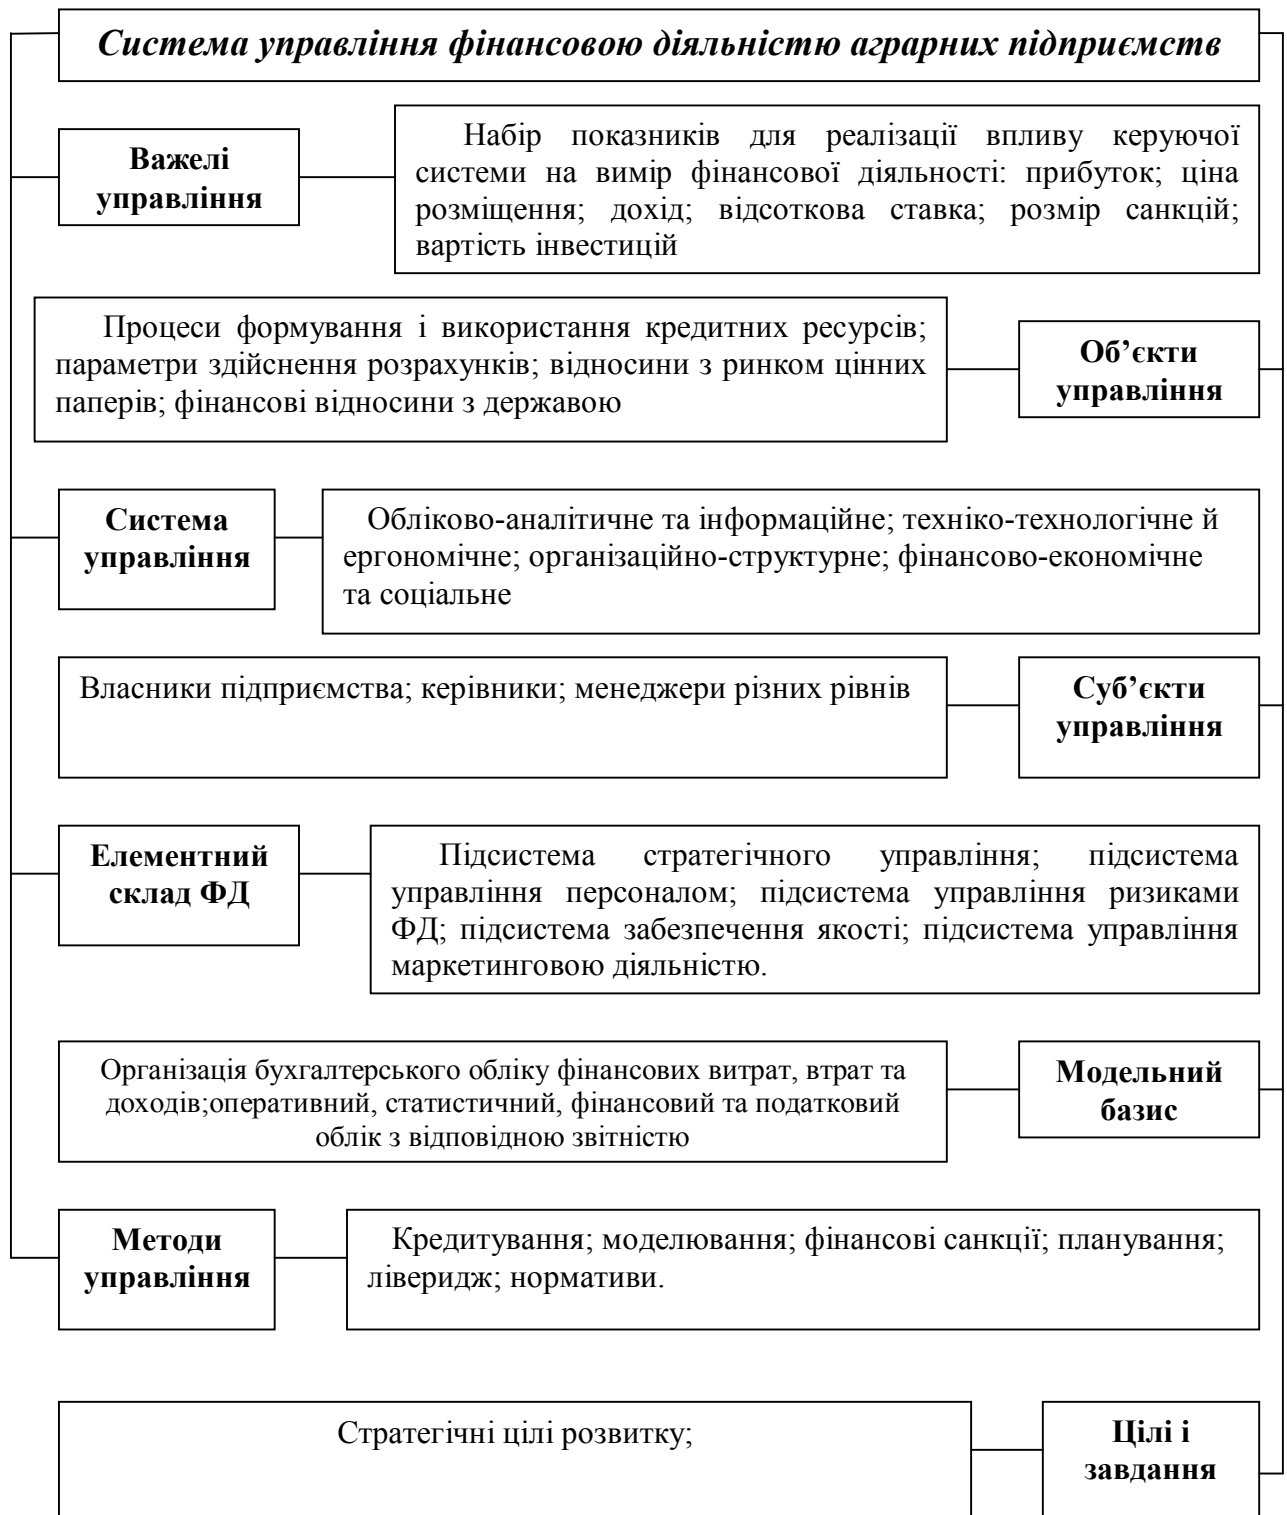 Система управління фінансовою діяльністю аграрних підприємств
Важелі
управління
Набір показників для реалізації впливу керуючої
системи на вимір фінансової діяльності: прибуток; ціна
розміщення; дохід; відсоткова ставка; розмір санкцій;
вартість інвестицій
Процеси формування і використання кредитних ресурсів;
параметри здійснення розрахунків; відносини з ринком цінних
паперів; фінансові відносини з державою
Об’єкти
управління
Система
управління
Обліково-аналітичне та інформаційне; техніко-технологічне й
ергономічне; організаційно-структурне; фінансово-економічне
та соціальне
Власники підприємства; керівники; менеджери різних рівнів
Суб’єкти
управління
Елементний
склад ФД
Підсистема стратегічного управління; підсистема
управління персоналом; підсистема управління ризиками
ФД; підсистема забезпечення якості; підсистема управління
маркетинговою діяльністю.
Організація бухгалтерського обліку фінансових витрат, втрат та
доходів;оперативний, статистичний, фінансовий та податковий
облік з відповідною звітністю
Модельний
базис
Методи
управління
Кредитування; моделювання; фінансові санкції; планування;
ліверидж; нормативи.
Стратегічні цілі розвитку;
Цілі і
завдання